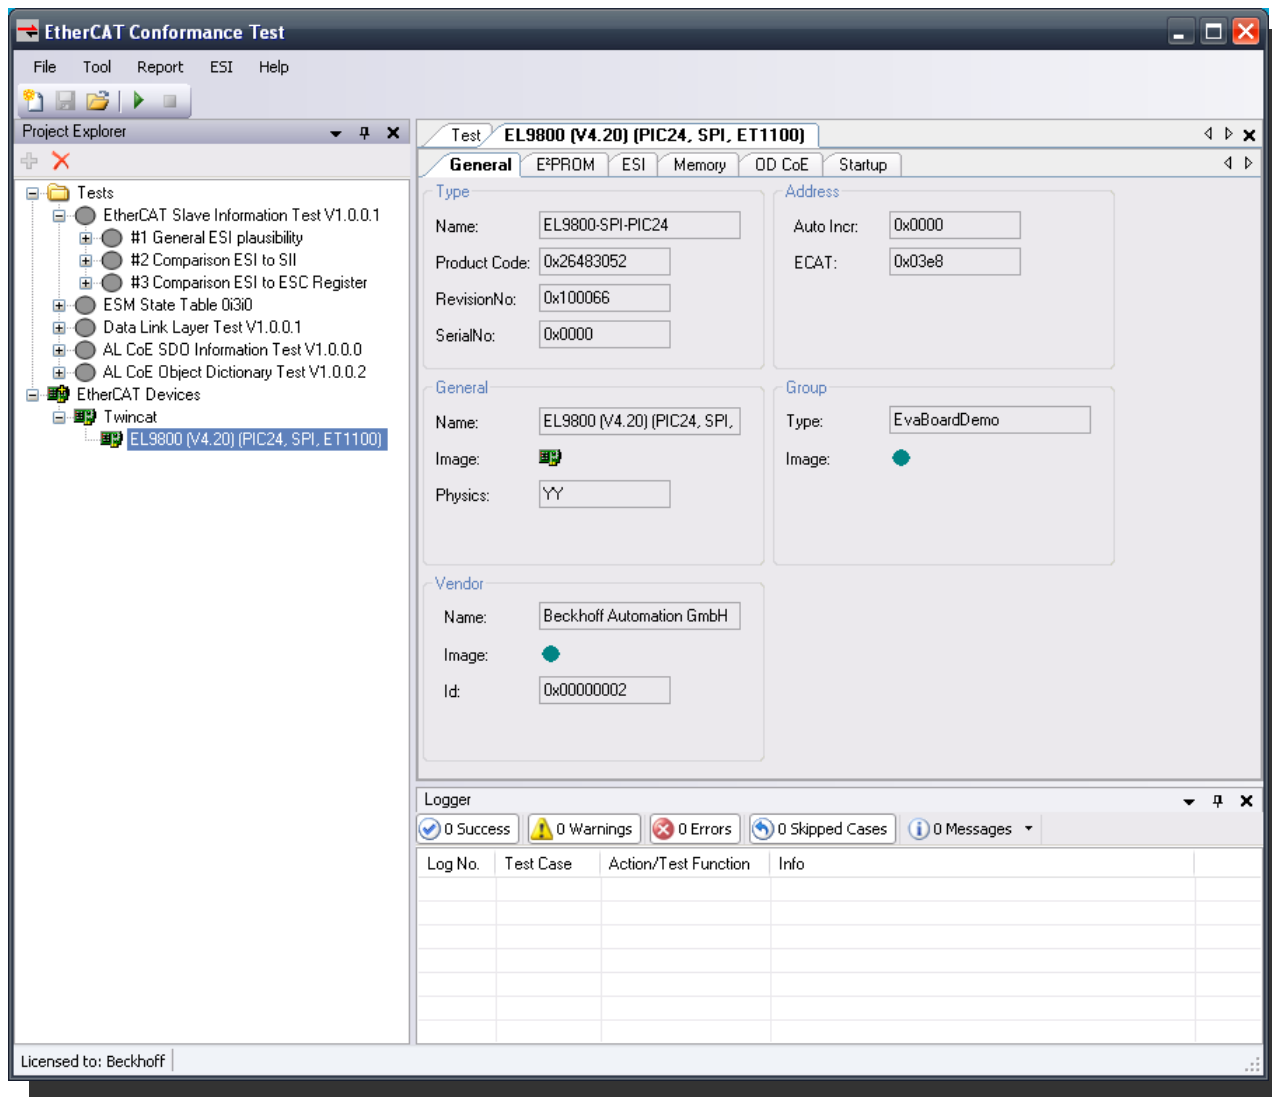 EtherCAT Conformance Test
File Tool Report ESI Help
Project Explorer
Tests
EtherCAT Slave Information Test V1.0.0.1
#1 General ESI plausibility
#2 Comparison ESI to SII
#3 Comparison ESI to ESC Register
ESM State Table 0i3i0
Data Link Layer Test V1.0.0.1
AL CoE SDO Information Test V1.0.0.0
AL CoE Object Dictionary Test V1.0.0.2
EtherCAT Devices
Twincat
EL9800 (V4.20) (PIC24, SPI, ET1100)
Test EL9800 (V4.20) (PIC24, SPI, ET1100)
General E²PROM ESI Memory OD CoE Startup
Type
Name: EL9800-SPI-PIC24
Product Code: 0x26483052
RevisionNo: 0x100066
SerialNo: 0x0000
Address
Auto Incr: 0x0000
ECAT: 0x03e8
General
Name: EL9800 (V4.20) (PIC24, SPI,
Image:
Physics: YY
Group
Type: EvaBoardDemo
Image:
Vendor
Name: Beckhoff Automation GmbH
Image:
Id: 0x00000002
Logger
0 Success 0 Warnings 0 Errors 0 Skipped Cases 0 Messages
Log No. Test Case Action/Test Function Info
Licensed to: Beckhoff